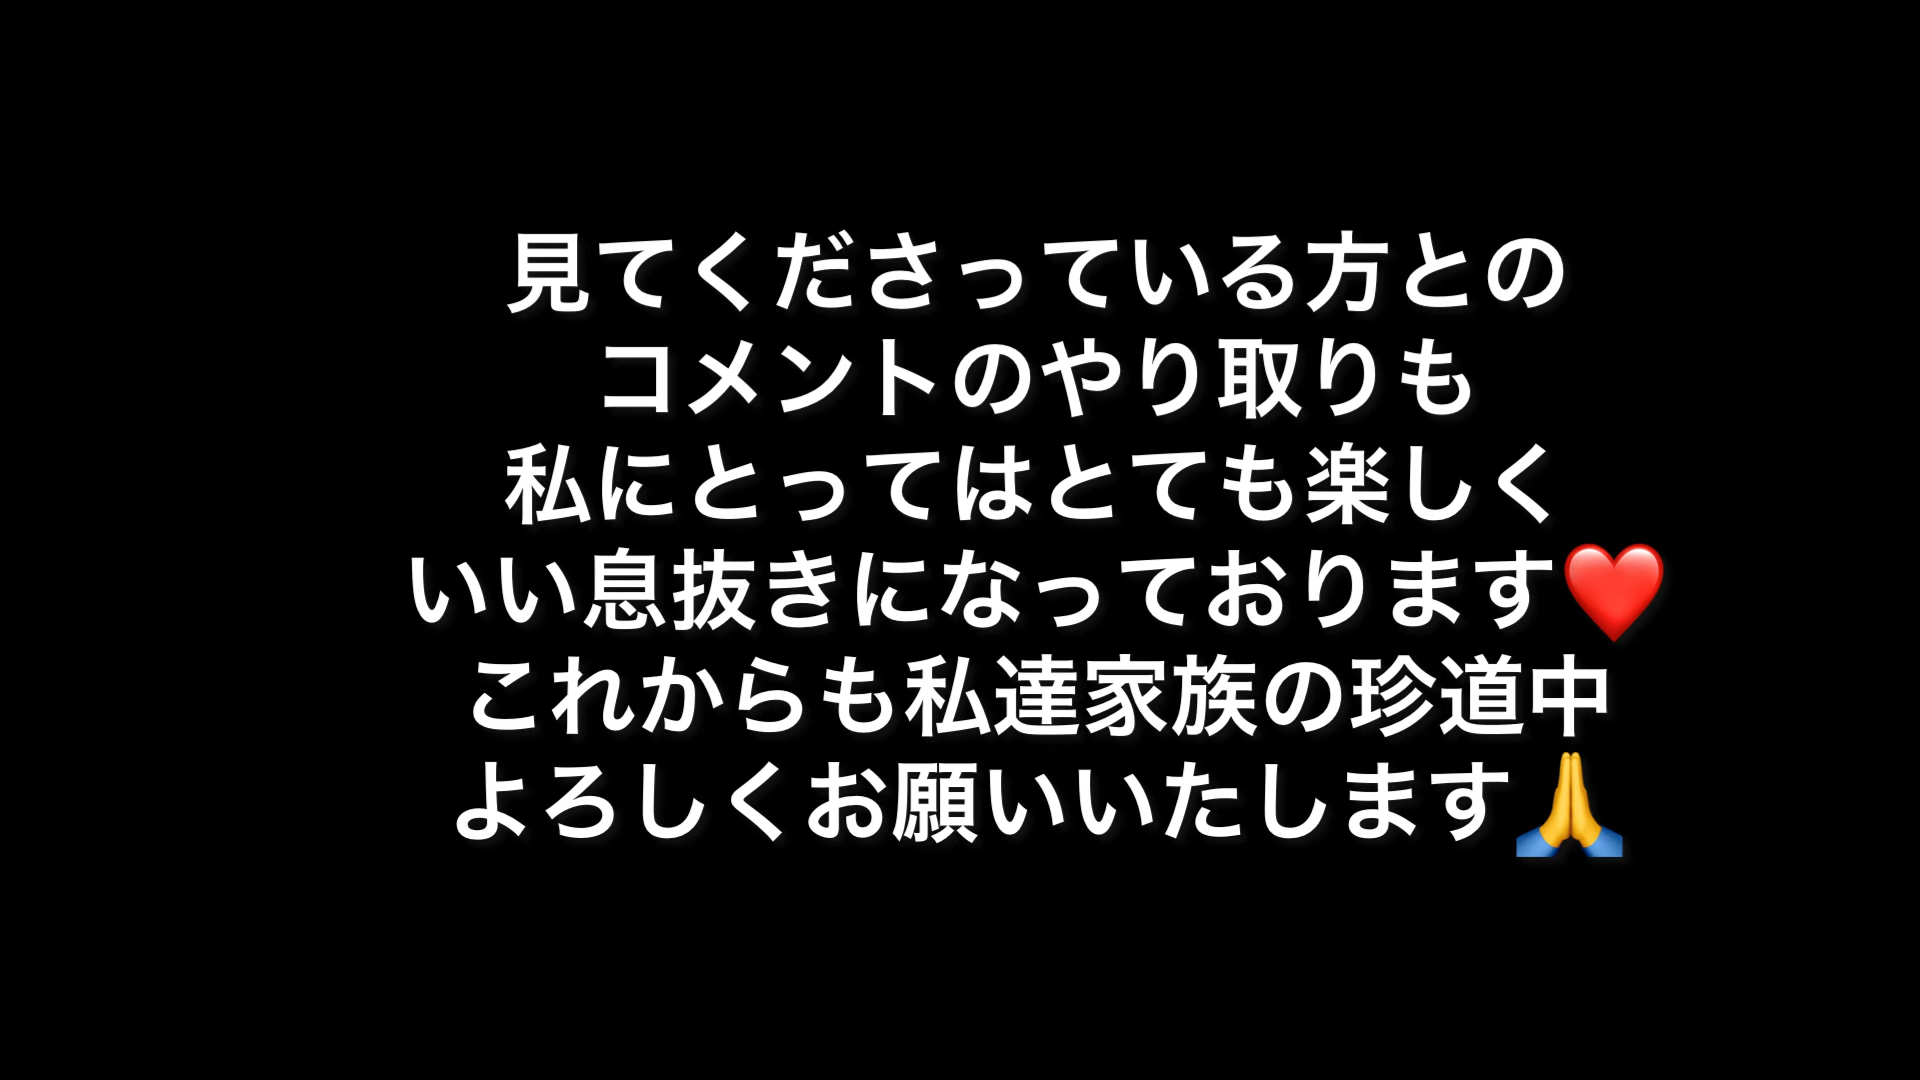 見てくださっている方との
コメントのやり取りも
私にとってはとても楽しく
いい息抜きになっております❤️
これからも私達家族の珍道中
よろしくお願いいたします🙏